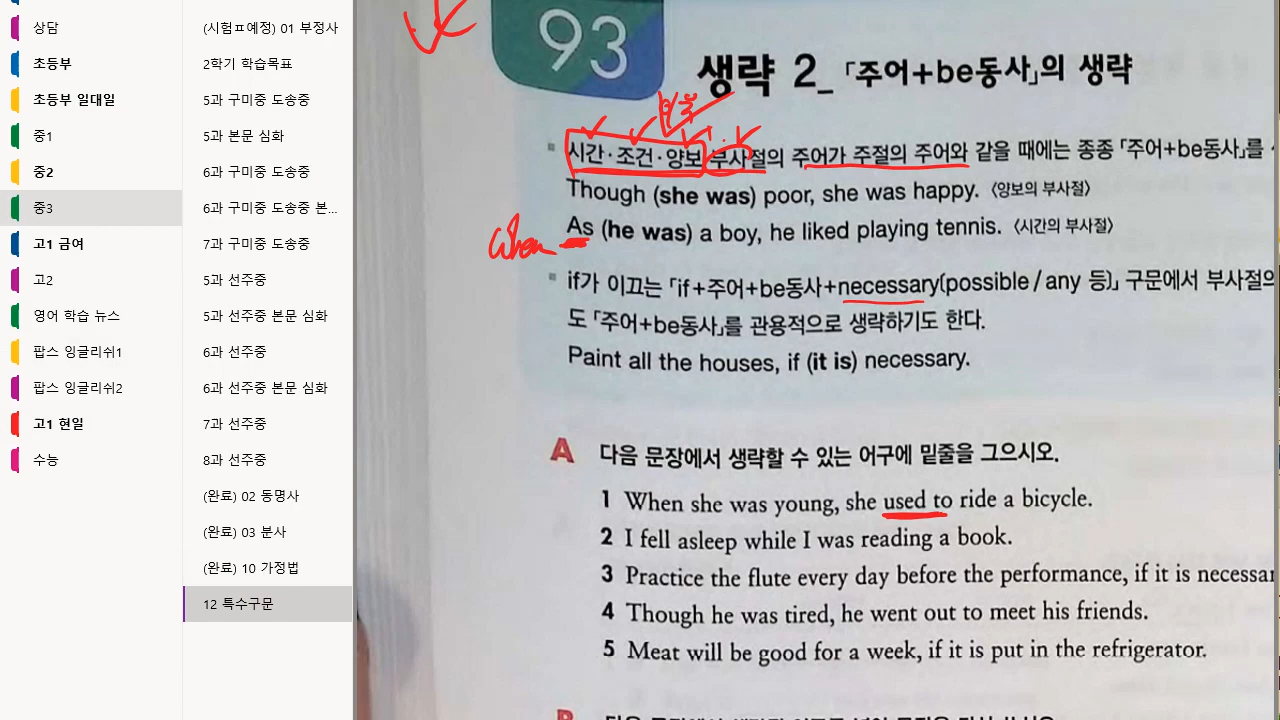 상담
초등부
초등부 일대일
중1
중2
중3
고1 금여
고2
영어 학습 뉴스
팝스 잉글리쉬1
팝스 잉글리쉬2
고1 현일
수능
(시험ㅍ예정) 01 부정사
2학기 학습목표
5과 구미중 도송중
5과 본문 심화
6과 구미중 도송중
6과 구미중 도송중 본...
7과 구미중 도송중
5과 선주중
5과 선주중 본문 심화
6과 선주중
6과 선주중 본문 심화
7과 선주중
8과 선주중
(완료) 02 동명사
(완료) 03 분사
(완료) 10 가정법
12 특수구문
93
생략 2_ 「주어+be동사」의 생략
시간·조건·양보 부사절의 주어가 주절의 주어와 같을 때에는 종종 「주어+be동사」를
Though (she was) poor, she was happy. 〈양보의 부사절〉
When
As (he was) a boy, he liked playing tennis. 〈시간의 부사절〉
if가 이끄는 「if+주어+be동사+necessary(possible/any 등)」 구문에서 부사절의
도 「주어+be동사」를 관용적으로 생략하기도 한다.
Paint all the houses, if (it is) necessary.
A 다음 문장에서 생략할 수 있는 어구에 밑줄을 그으시오.
1 When she was young, she used to ride a bicycle.
2 I fell asleep while I was reading a book.
3 Practice the flute every day before the performance, if it is necessar
4 Though he was tired, he went out to meet his friends.
5 Meat will be good for a week, if it is put in the refrigerator.